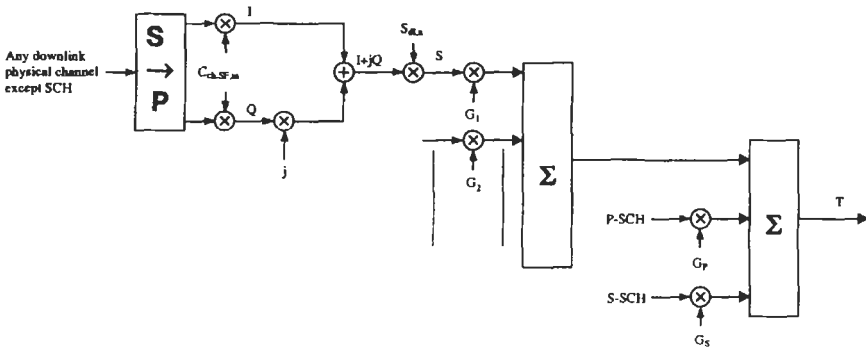 I
S
S_dl,n
Any downlink
physical channel
except SCH
→
C_ch,SF,m
I+jQ
S
P
Q
G_1
j
G_2
Σ
T
P-SCH
Σ
G_P
S-SCH
G_S